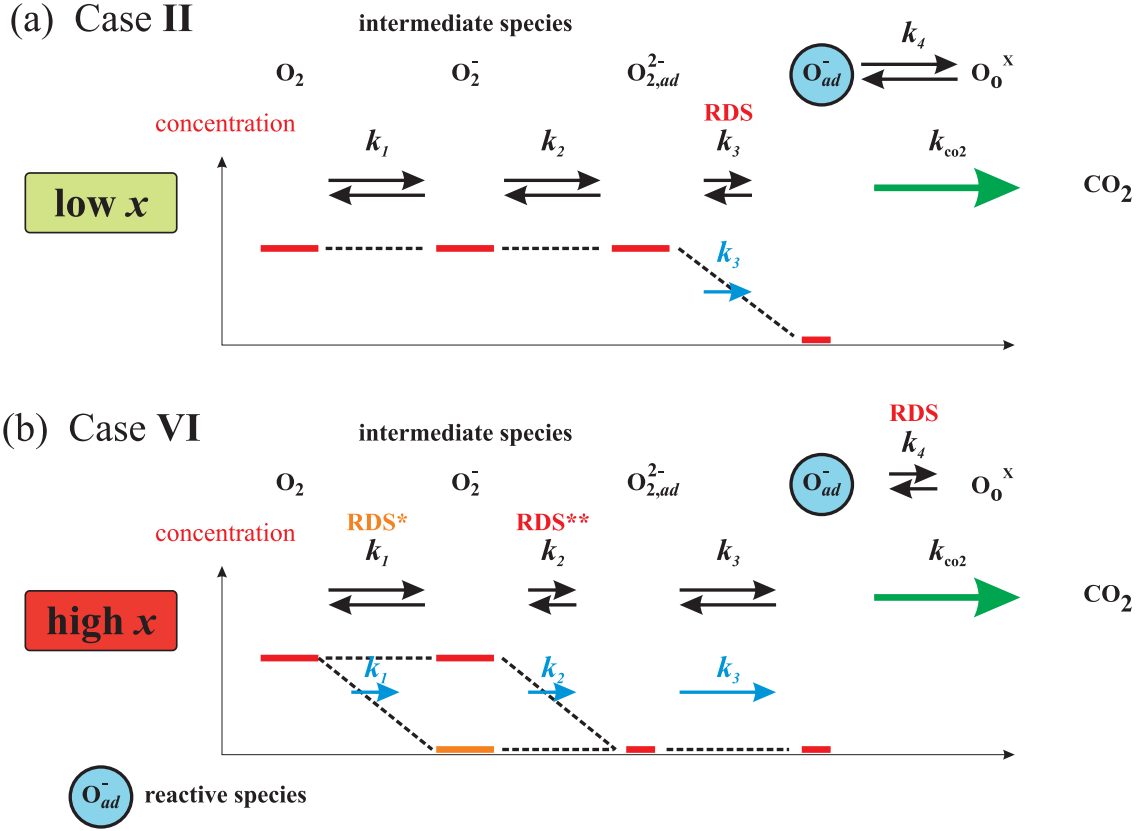 (a) Case II
intermediate species
O₂ O₂⁻ O₂,ad²⁻ Oad⁻ k₄ Oₒˣ
concentration
RDS
k₁ k₂ k₃ kco2
low x
CO₂
k₃
(b) Case VI
intermediate species
RDS
k₄
O₂ O₂⁻ O₂,ad²⁻ Oad⁻ Oₒˣ
RDS* RDS**
concentration
k₁ k₂ k₃ kco2
high x
CO₂
k₁ k₂ k₃
Oad⁻ reactive species